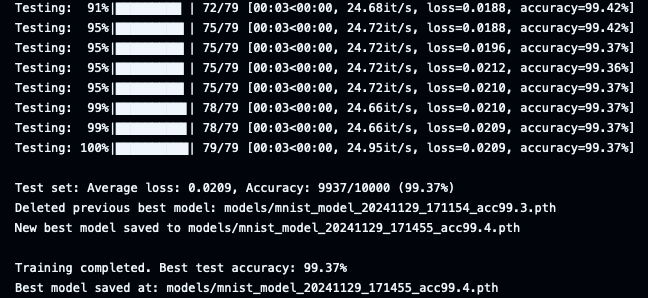 Testing:  91%|█████████ | 72/79 [00:03<00:00, 24.68it/s, loss=0.0188, accuracy=99.42%]
Testing:  95%|█████████▍| 75/79 [00:03<00:00, 24.72it/s, loss=0.0188, accuracy=99.42%]
Testing:  95%|█████████▍| 75/79 [00:03<00:00, 24.72it/s, loss=0.0196, accuracy=99.37%]
Testing:  95%|█████████▍| 75/79 [00:03<00:00, 24.72it/s, loss=0.0212, accuracy=99.36%]
Testing:  95%|█████████▍| 75/79 [00:03<00:00, 24.72it/s, loss=0.0210, accuracy=99.37%]
Testing:  99%|█████████▊| 78/79 [00:03<00:00, 24.66it/s, loss=0.0210, accuracy=99.37%]
Testing:  99%|█████████▊| 78/79 [00:03<00:00, 24.66it/s, loss=0.0209, accuracy=99.37%]
Testing: 100%|██████████| 79/79 [00:03<00:00, 24.95it/s, loss=0.0209, accuracy=99.37%]
Test set: Average loss: 0.0209, Accuracy: 9937/10000 (99.37%)
Deleted previous best model: models/mnist_model_20241129_171154_acc99.3.pth
New best model saved to models/mnist_model_20241129_171455_acc99.4.pth
Training completed. Best test accuracy: 99.37%
Best model saved at: models/mnist_model_20241129_171455_acc99.4.pth